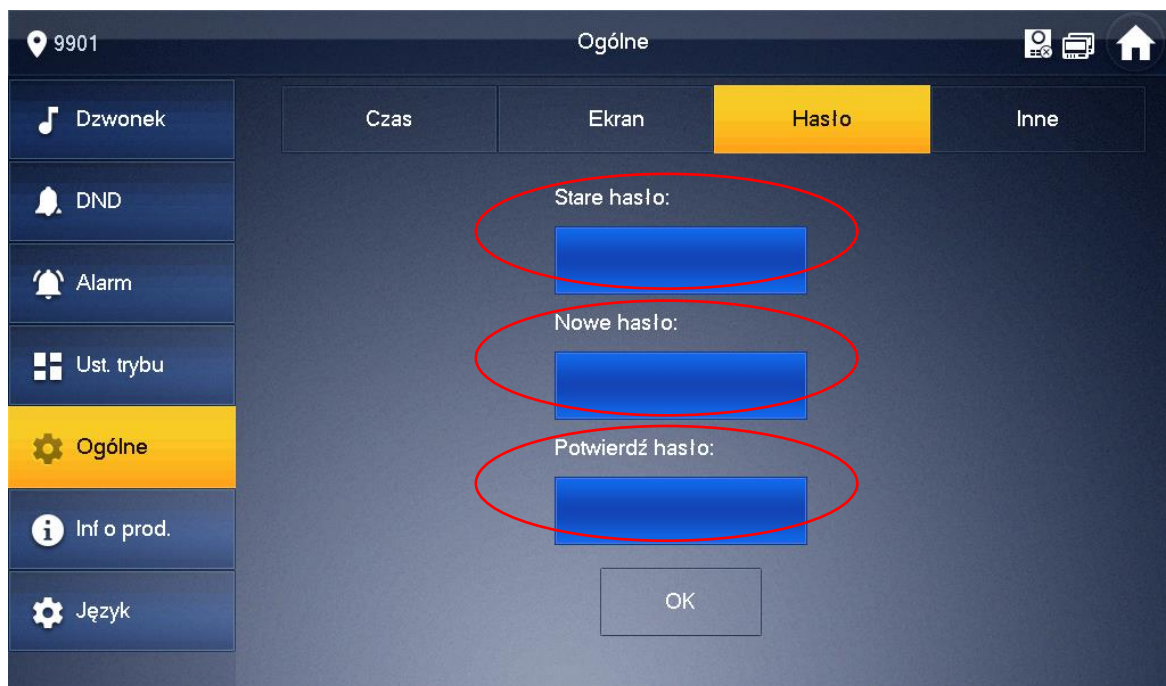 9901
Ogólne
Dzwonek
DND
Alarm
Ust. trybu
Ogólne
Inf o prod.
Język
Czas
Ekran
Hasło
Inne
Stare hasło:
Nowe hasło:
Potwierdź hasło:
OK